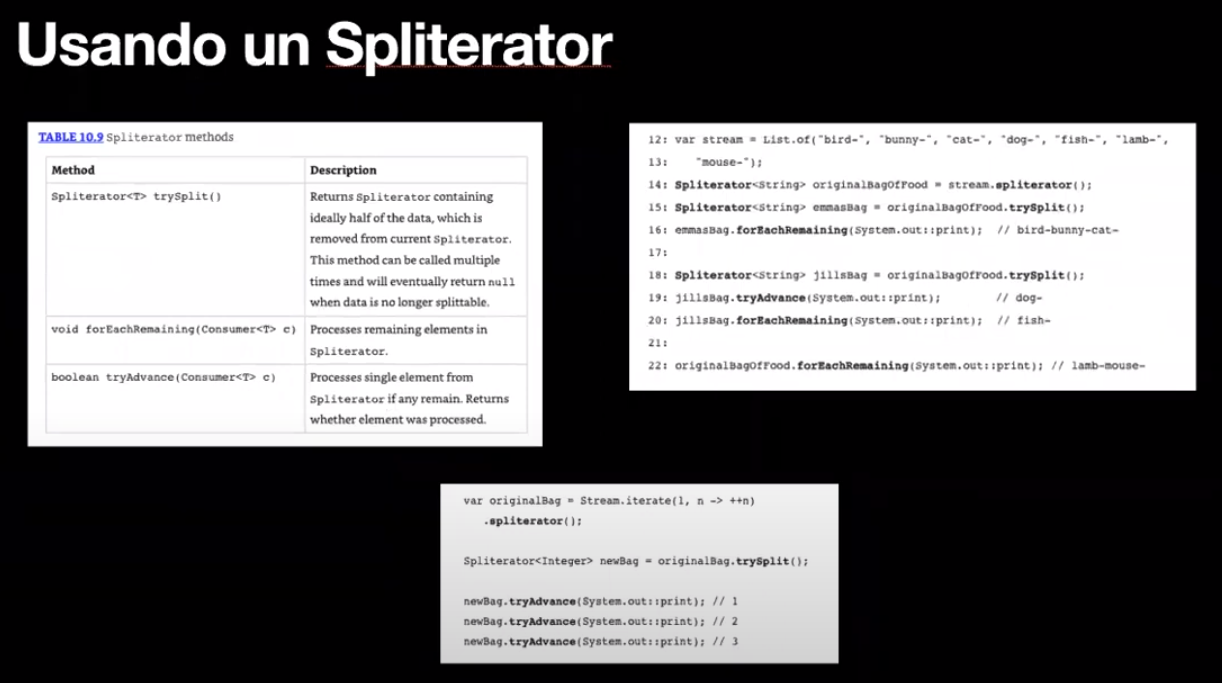 Usando un Spliterator
TABLE 10.9 Spliterator methods
Method Description
Spliterator<T> trySplit() Returns Spliterator containing
ideally half of the data, which is
removed from current Spliterator.
This method can be called multiple
times and will eventually return null
when data is no longer splittable.
void forEachRemaining(Consumer<T> c) Processes remaining elements in
Spliterator.
boolean tryAdvance(Consumer<T> c) Processes single element from
Spliterator if any remain. Returns
whether element was processed.
12: var stream = List.of("bird-", "bunny-", "cat-", "dog-", "fish-", "lamb-",
13: "mouse-");
14: Spliterator<String> originalBagOfFood = stream.spliterator();
15: Spliterator<String> emmasBag = originalBagOfFood.trySplit();
16: emmasBag.forEachRemaining(System.out::print); // bird-bunny-cat-
17:
18: Spliterator<String> jillsBag = originalBagOfFood.trySplit();
19: jillsBag.tryAdvance(System.out::print); // dog-
20: jillsBag.forEachRemaining(System.out::print); // fish-
21:
22: originalBagOfFood.forEachRemaining(System.out::print); // lamb-mouse-
var originalBag = Stream.iterate(1, n -> ++n)
.spliterator();
Spliterator<Integer> newBag = originalBag.trySplit();
newBag.tryAdvance(System.out::print); // 1
newBag.tryAdvance(System.out::print); // 2
newBag.tryAdvance(System.out::print); // 3